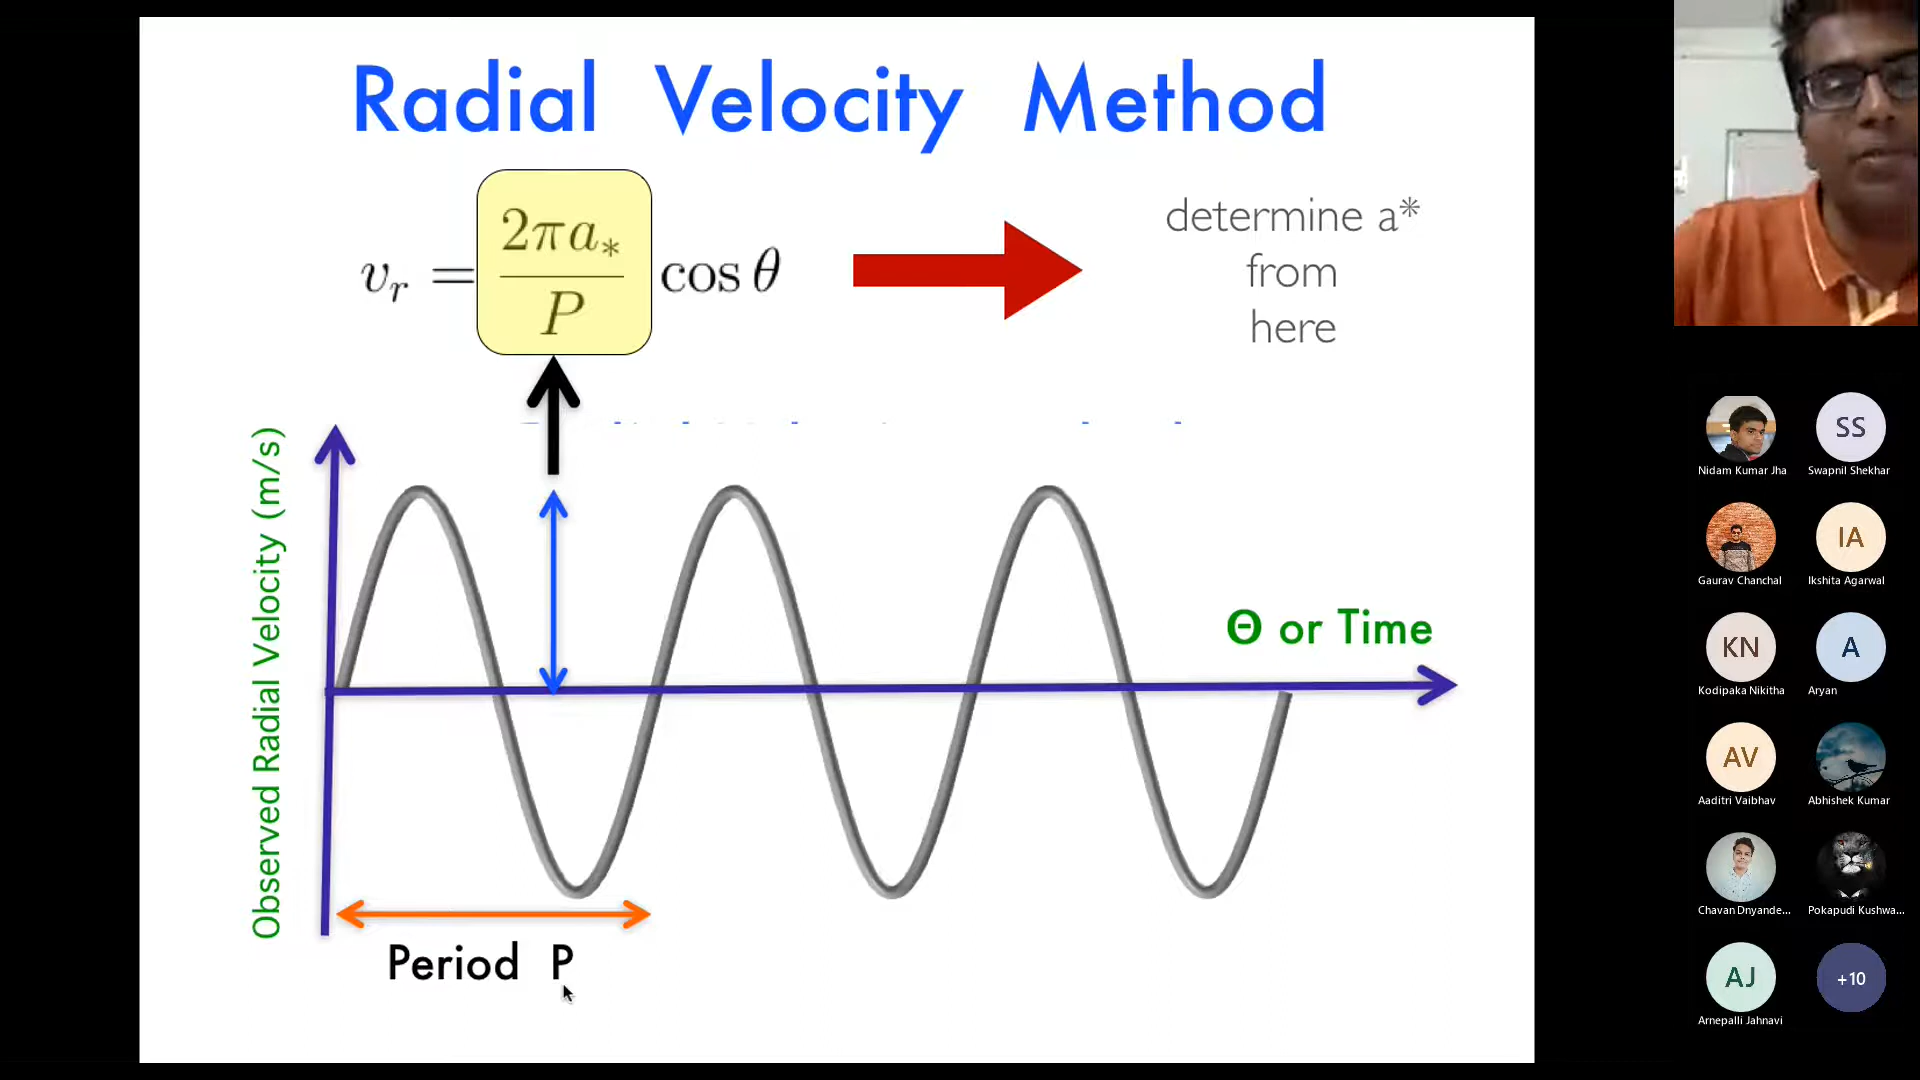 Radial Velocity Method
v_r = 2πa_*/P cos θ
determine a*
from
here
Observed Radial Velocity (m/s)
Θ or Time
Period P
Nidam Kumar Jha
SS
Swapnil Shekhar
Gaurav Chanchal
IA
Ikshita Agarwal
KN
Kodipaka Nikitha
A
Aryan
AV
Aaditri Vaibhav
Abhishek Kumar
Chavan Dnyande...
Pokapudi Kushwa...
AJ
Arnepalli Jahnavi
+10